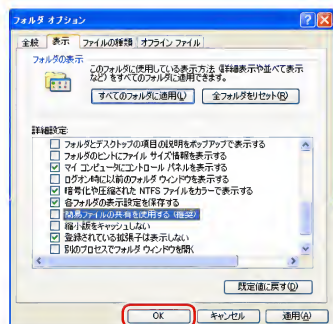 フォルダ オプション
全般 表示 ファイルの種類 オフライン ファイル
フォルダの表示
このフォルダに使用している表示方法 (詳細表示や並べて表示
など) をすべてのフォルダに適用できます。
すべてのフォルダに適用(L) 全フォルダをリセット(R)
詳細設定:
フォルダとデスクトップの項目の説明をポップアップで表示する
フォルダのヒントにファイル サイズ情報を表示する
マイ コンピュータにコントロール パネルを表示する
ログオン時に以前のフォルダ ウィンドウを表示する
暗号化や圧縮された NTFS ファイルをカラーで表示する
各フォルダの表示設定を保存する
簡易ファイルの共有を使用する (推奨)
縮小版をキャッシュしない
登録されている拡張子は表示しない
別のプロセスでフォルダ ウィンドウを開く
既定値に戻す(D)
OK キャンセル 適用(A)